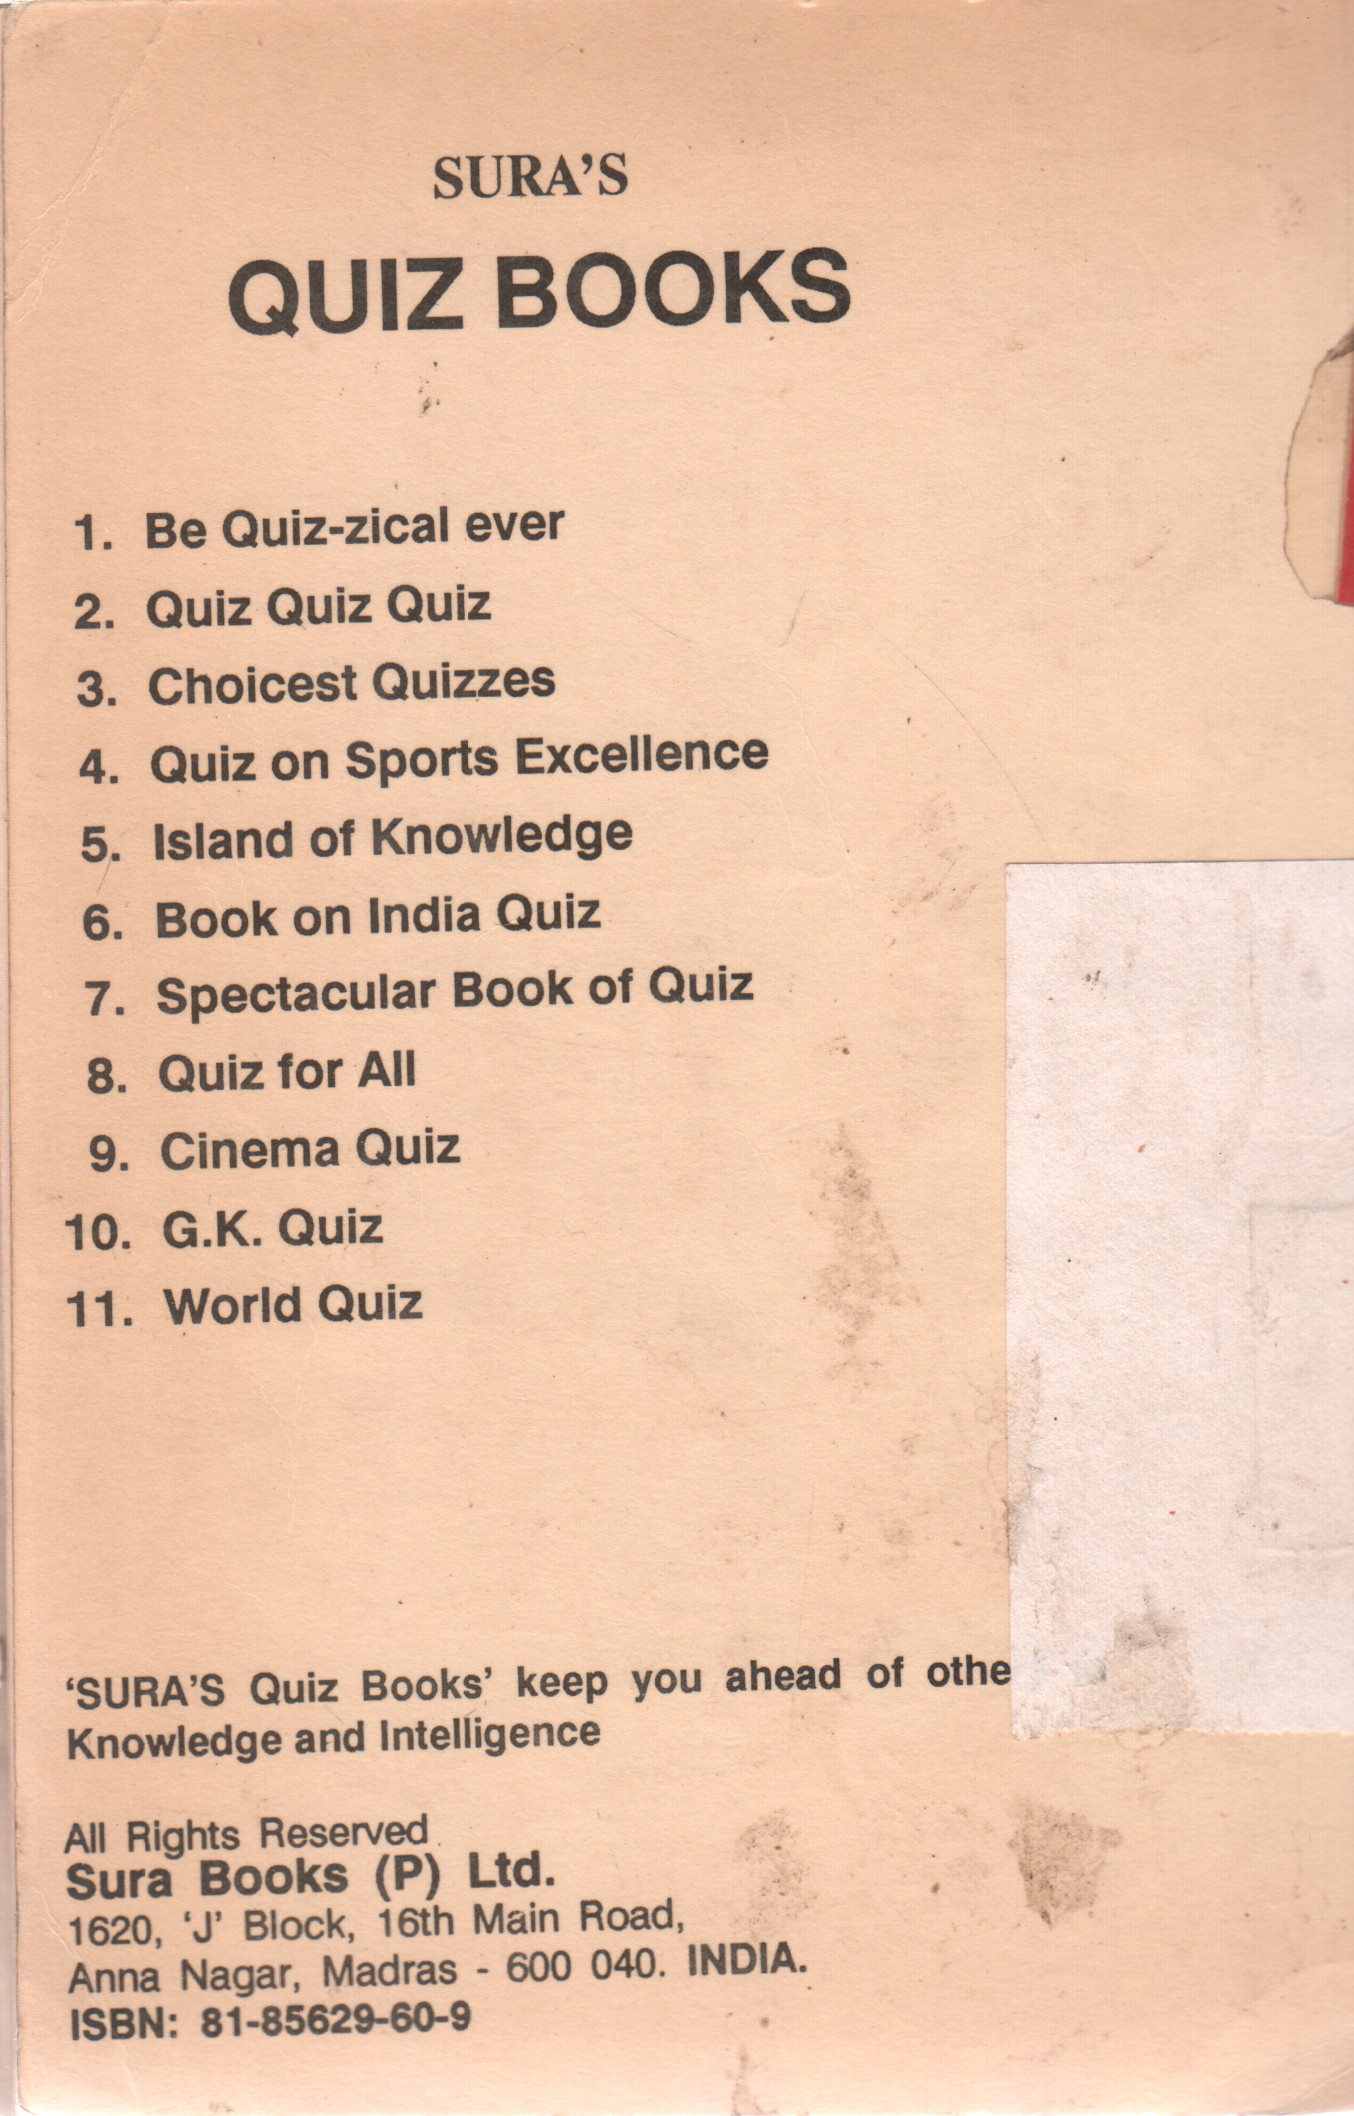 SURA'S
QUIZ BOOKS
1. Be Quiz-zical ever
2. Quiz Quiz Quiz
3. Choicest Quizzes
4. Quiz on Sports Excellence
5. Island of Knowledge
6. Book on India Quiz
7. Spectacular Book of Quiz
8. Quiz for All
9. Cinema Quiz
10. G.K. Quiz
11. World Quiz
'SURA'S Quiz Books' keep you ahead of othe
Knowledge and Intelligence
All Rights Reserved
Sura Books (P) Ltd.
1620, 'J' Block, 16th Main Road,
Anna Nagar, Madras - 600 040. INDIA.
ISBN: 81-85629-60-9